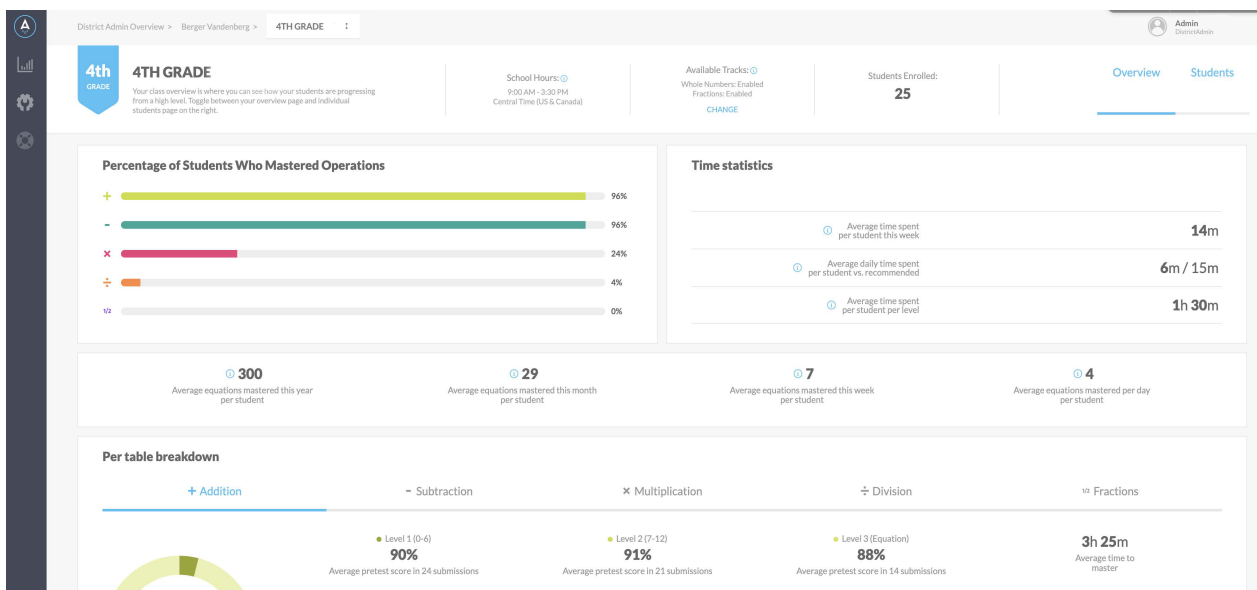 District Admin Overview > Berger Vandenberg > 4TH GRADE
Admin
DistrictAdmin
4th
GRADE
4TH GRADE
Your class overview is where you can see how your students are progressing
from a high level. Toggle between your overview page and individual
students page on the right.
School Hours:
9:00 AM - 3:30 PM
Central Time (US & Canada)
Available Tracks:
Whole Numbers: Enabled
Fractions: Enabled
CHANGE
Students Enrolled:
25
Overview
Students
Percentage of Students Who Mastered Operations
+ 96%
- 96%
× 24%
÷ 4%
1/2 0%
Time statistics
Average time spent
per student this week
14m
Average daily time spent
per student vs. recommended
6m / 15m
Average time spent
per student per level
1h 30m
300
Average equations mastered this year
per student
29
Average equations mastered this month
per student
7
Average equations mastered this week
per student
4
Average equations mastered per day
per student
Per table breakdown
+ Addition
- Subtraction
× Multiplication
÷ Division
1/2 Fractions
Level 1 (0-6)
90%
Average pretest score in 24 submissions
Level 2 (7-12)
91%
Average pretest score in 21 submissions
Level 3 (Equation)
88%
Average pretest score in 14 submissions
3h 25m
Average time to
master